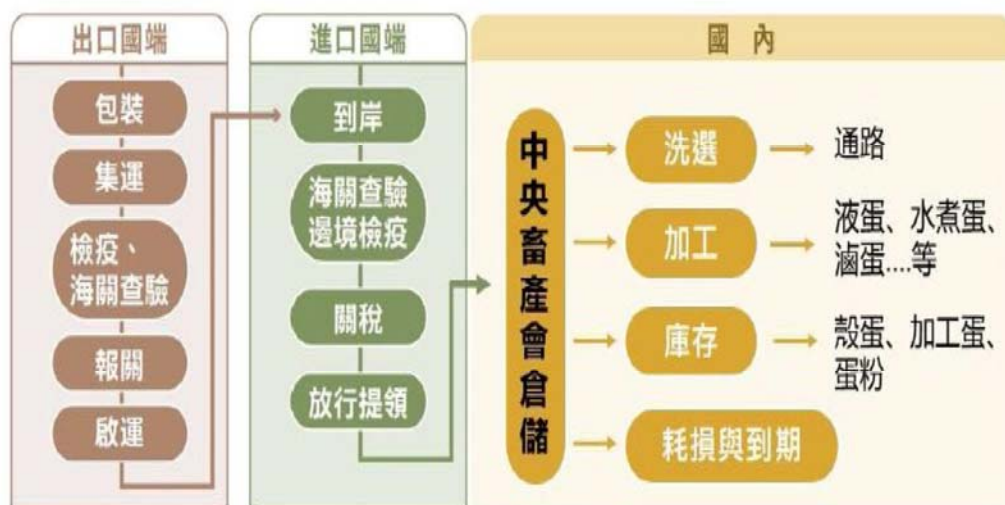 出口國端
包裝
集運
檢疫、
海關查驗
報關
啟運
進口國端
到岸
海關查驗
邊境檢疫
關稅
放行提領
國 內
中央畜產會倉儲
洗選
通路
加工
液蛋、水煮蛋、
滷蛋....等
庫存
殼蛋、加工蛋、
蛋粉
耗損與到期